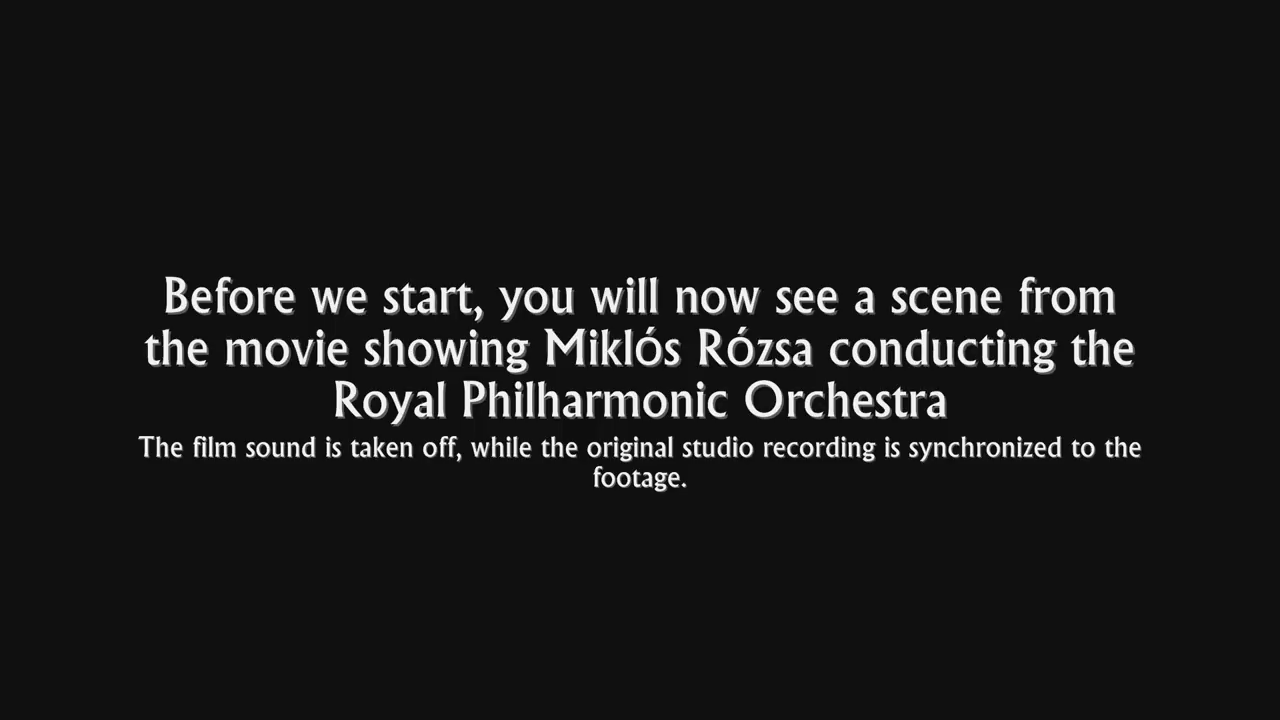 Before we start, you will now see a scene from
the movie showing Miklós Rózsa conducting the
Royal Philharmonic Orchestra
The film sound is taken off, while the original studio recording is synchronized to the
footage.